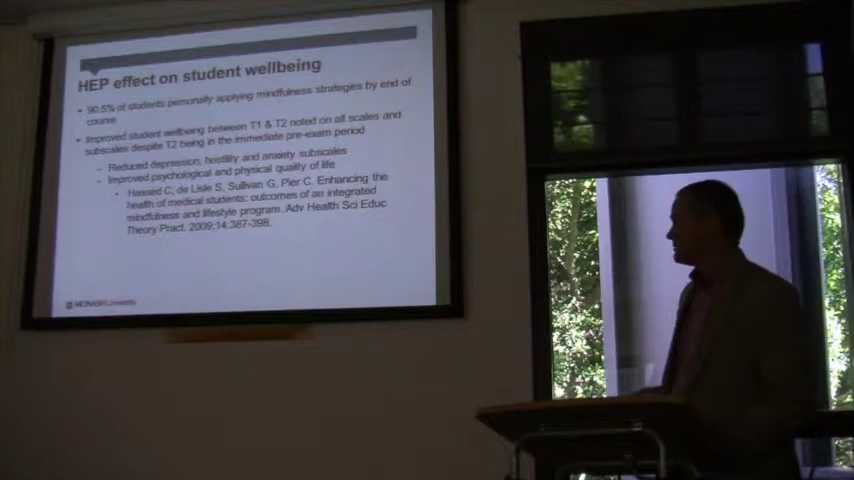 HEP effect on student wellbeing
• 90.5% of students personally applying mindfulness strategies by end of
course
• Improved student wellbeing between T1 & T2 noted on all scales and
subscales despite T2 being in the immediate pre-exam period
– Reduced depression, hostility and anxiety subscales
– Improved psychological and physical quality of life
• Hassed C, de Lisle S, Sullivan G, Pier C. Enhancing the
health of medical students: outcomes of an integrated
mindfulness and lifestyle program. Adv Health Sci Educ
Theory Pract. 2009;14:387-398.
MONASH University